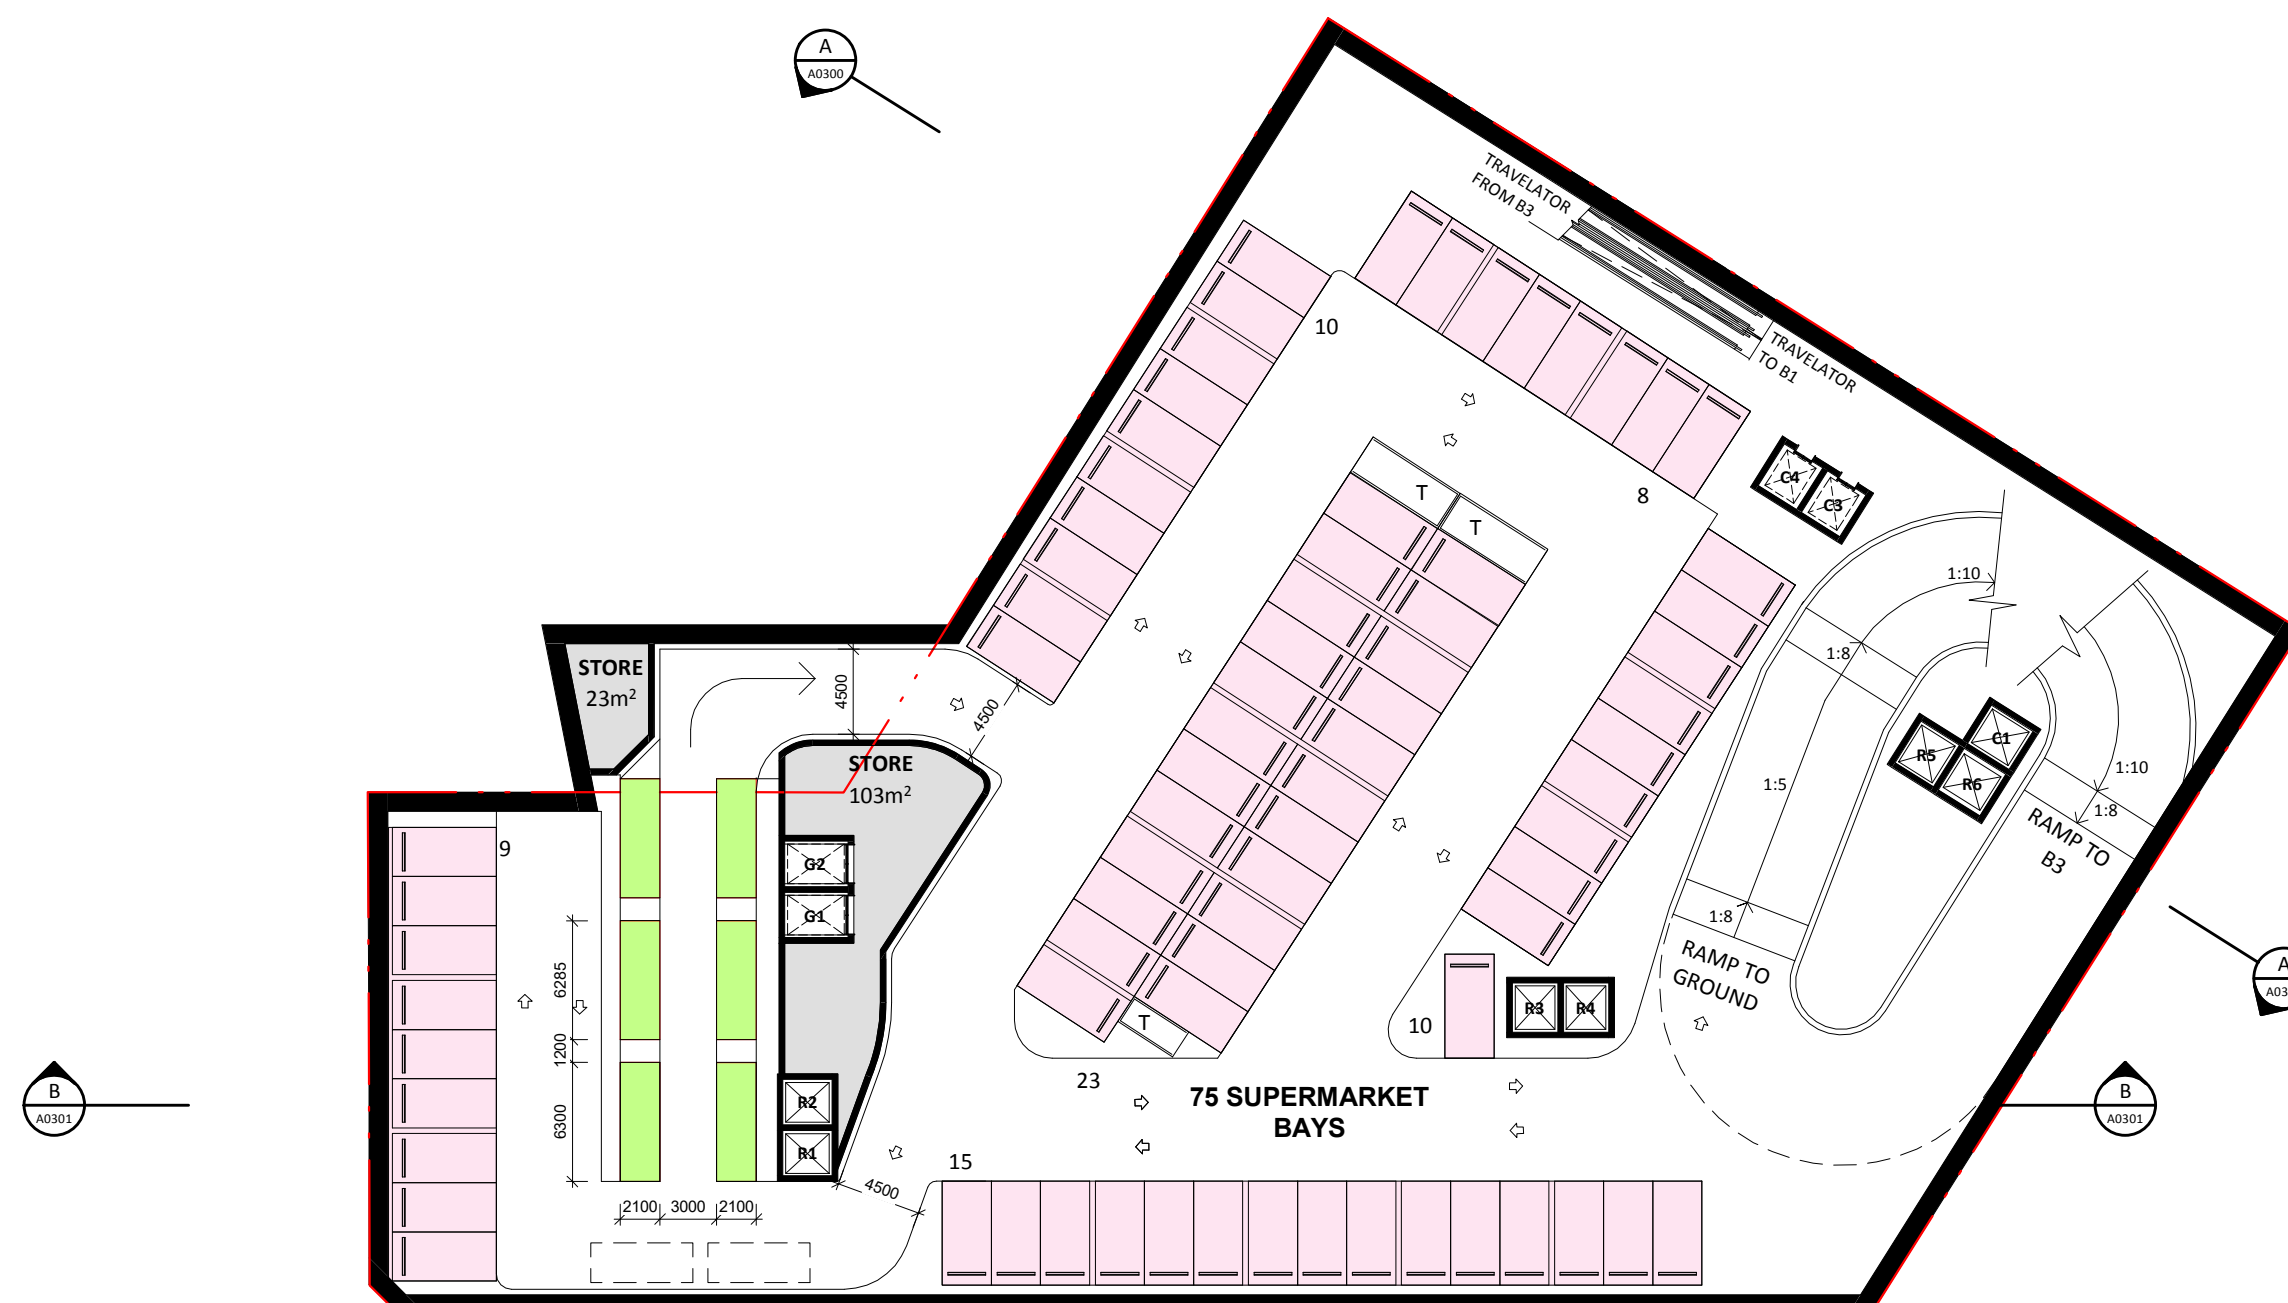 A
A0300
TRAVELATOR
FROM B3
TRAVELATOR
TO B1
10
8
T
T
C4
C3
1:10
1:8
1:5
1:8
RAMP TO
GROUND
R5
C1
R6
1:10
1:8
RAMP TO
B3
STORE
23m²
4500
4500
STORE
103m²
9
G2
G1
6285
1200
6300
R2
R1
2100
3000
2100
4500
T
23
10
R3
R4
75 SUPERMARKET
BAYS
15
B
A0301
B
A0301
A